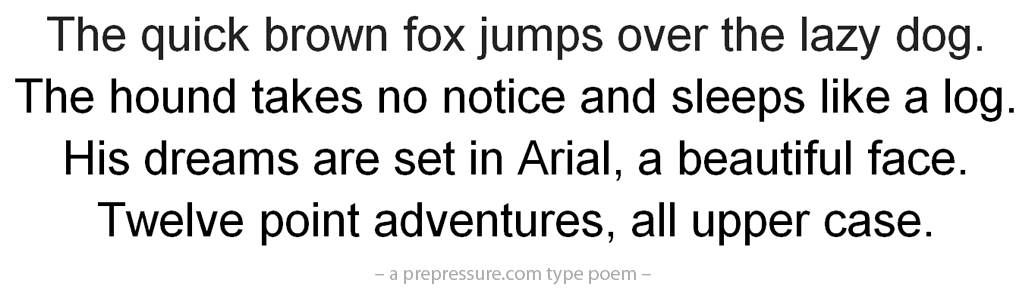 The quick brown fox jumps over the lazy dog.
The hound takes no notice and sleeps like a log.
His dreams are set in Arial, a beautiful face.
Twelve point adventures, all upper case.
– a prepressure.com type poem –